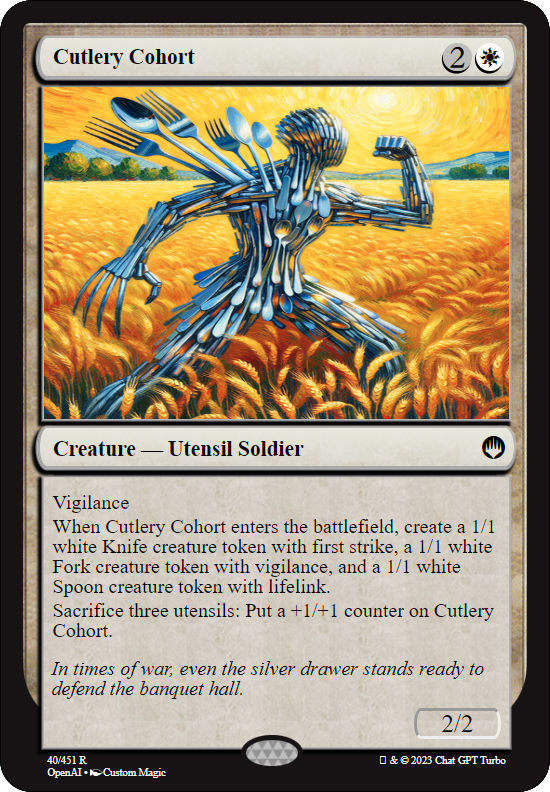 Cutlery Cohort 2
Creature — Utensil Soldier
Vigilance
When Cutlery Cohort enters the battlefield, create a 1/1
white Knife creature token with first strike, a 1/1 white
Fork creature token with vigilance, and a 1/1 white
Spoon creature token with lifelink.
Sacrifice three utensils: Put a +1/+1 counter on Cutlery
Cohort.
In times of war, even the silver drawer stands ready to
defend the banquet hall.
2/2
40/451 R
OpenAI • Custom Magic
& © 2023 Chat GPT Turbo